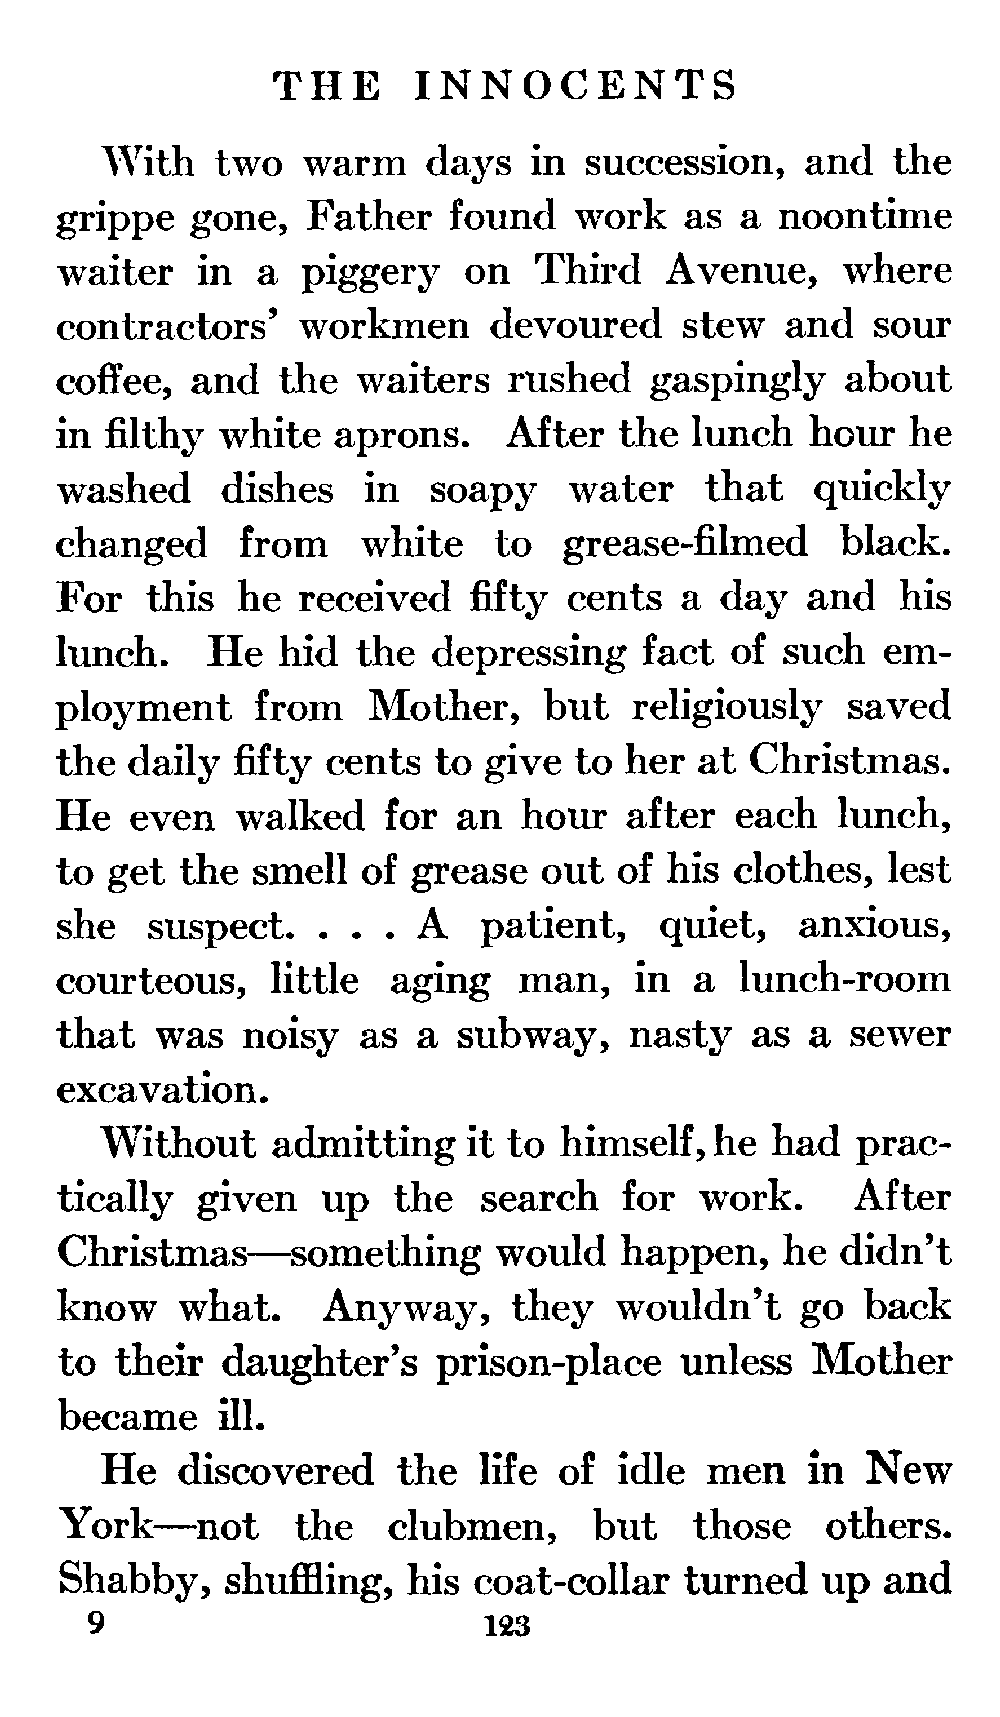 THE INNOCENTS
With two warm days in succession, and the
grippe gone, Father found work as a noontime
waiter in a piggery on Third Avenue, where
contractors’ workmen devoured stew and sour
coffee, and the waiters rushed gaspingly about
in filthy white aprons. After the lunch hour he
washed dishes in soapy water that quickly
changed from white to grease-filmed black.
For this he received fifty cents a day and his
lunch. He hid the depressing fact of such em-
ployment from Mother, but religiously saved
the daily fifty cents to give to her at Christmas.
He even walked for an hour after each lunch,
to get the smell of grease out of his clothes, lest
she suspect. . . . A patient, quiet, anxious,
courteous, little aging man, in a lunch-room
that was noisy as a subway, nasty as a sewer
excavation.
Without admitting it to himself, he had prac-
tically given up the search for work. After
Christmas—something would happen, he didn’t
know what. Anyway, they wouldn’t go back
to their daughter’s prison-place unless Mother
became ill.
He discovered the life of idle men in New
York—not the clubmen, but those others.
Shabby, shuffling, his coat-collar turned up and
9 123